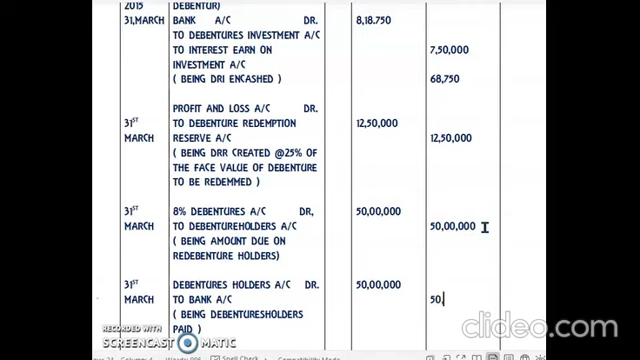 2015 DEBENTUR)
31,MARCH BANK A/C DR. 8,18.750
TO DEBENTURES INVESTMENT A/C 7,50,000
TO INTEREST EARN ON
INVESTMENT A/C 68,750
( BEING DRI ENCASHED )
PROFIT AND LOSS A/C DR.
31ST TO DEBENTURE REDEMPTION 12,50,000
MARCH RESERVE A/C 12,50,000
( BEING DRR CREATED @25% OF
THE FACE VALUE OF DEBENTURE
TO BE REDEMMED )
31ST 8% DEBENTURES A/C DR, 50,00,000
MARCH TO DEBENTUREHOLDERS A/C 50,00,000
( BEING AMOUNT DUE ON
REDEBENTURE HOLDERS)
31ST DEBENTURES HOLDERS A/C DR. 50,00,000
MARCH TO BANK A/C 50,
( BEING DEBENTURESHOLDERS
PAID )
RECORDED WITH
SCREENCAST MATIC
clideo.com
Spell Check
Compatibility Mode